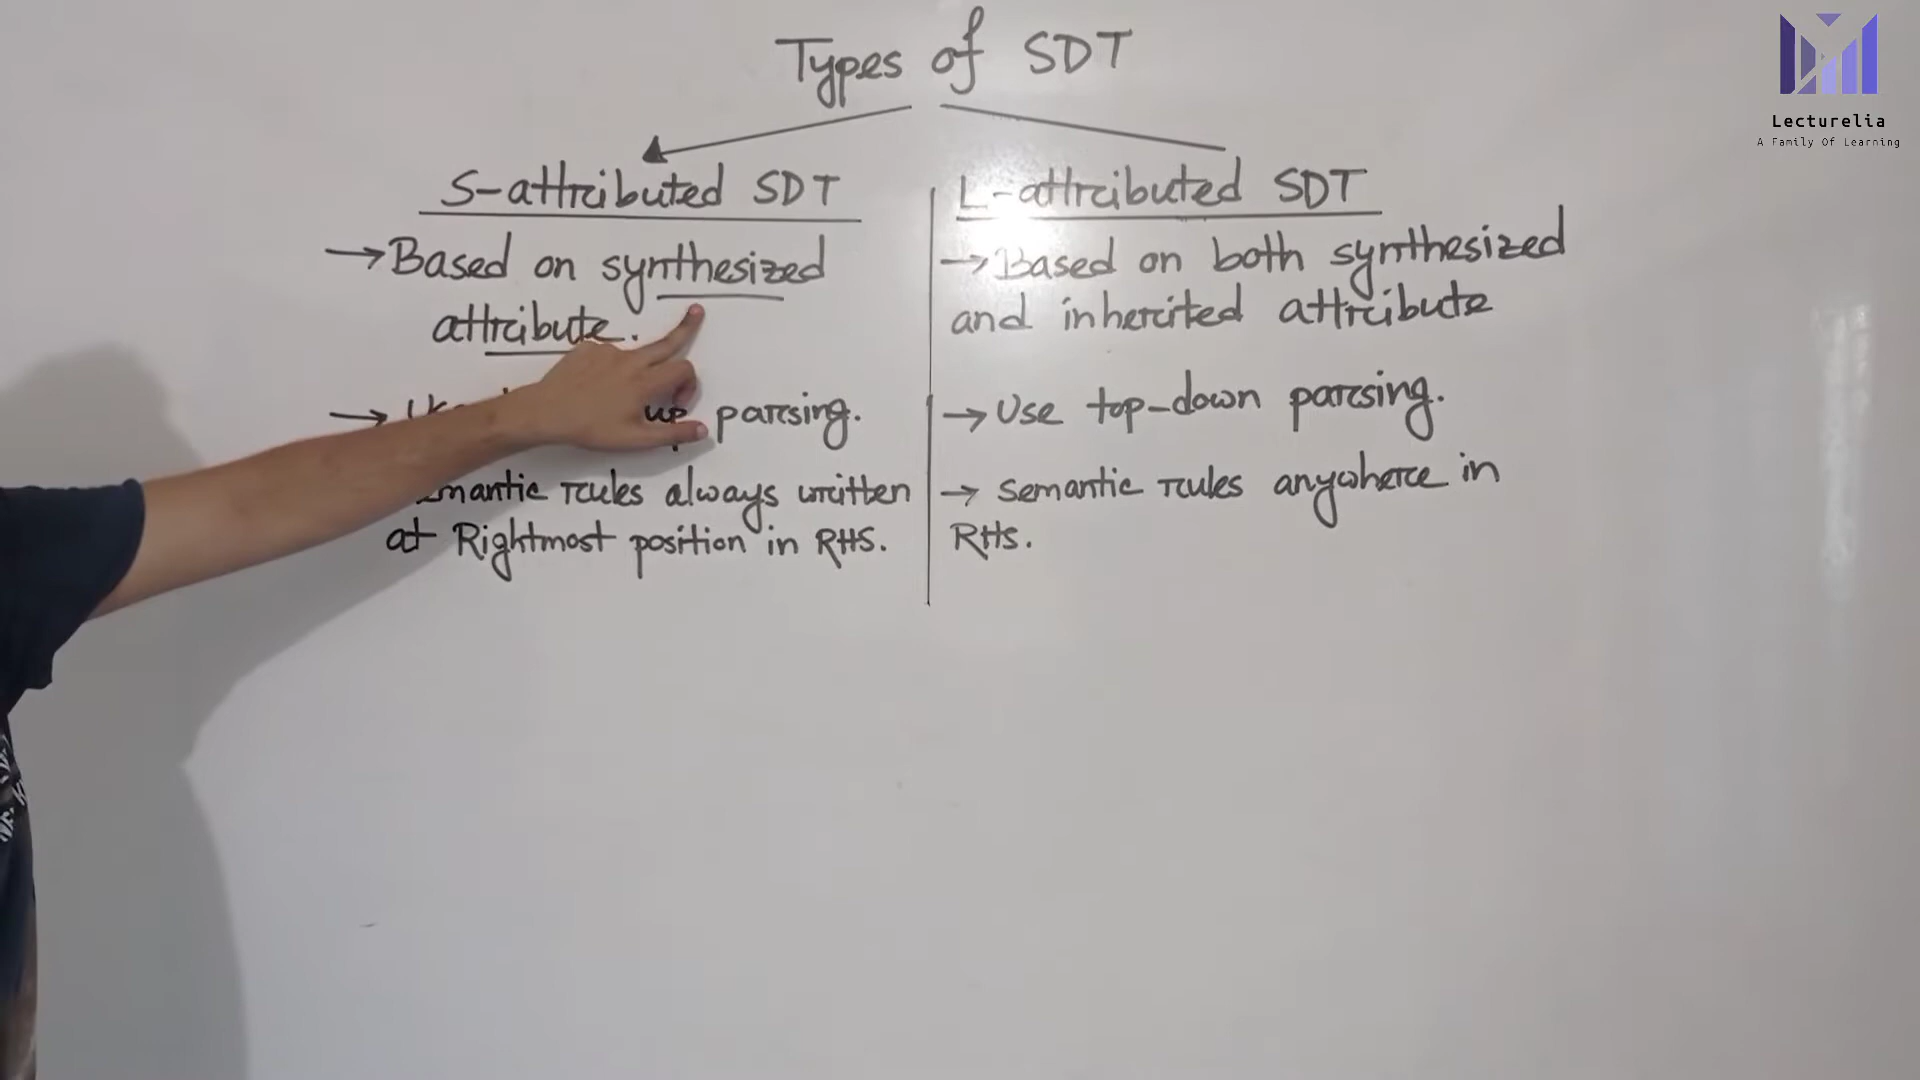 Types of SDT
S-attributed SDT
→ Based on synthesized
attribute.
→ up parsing.
rules always written
at Rightmost position in RHS.
L-attributed SDT
→ Based on both synthesized
and inherited attribute
→ Use top-down parsing.
→ Semantic rules anywhere in
RHS.
Lecturelia
A Family Of Learning